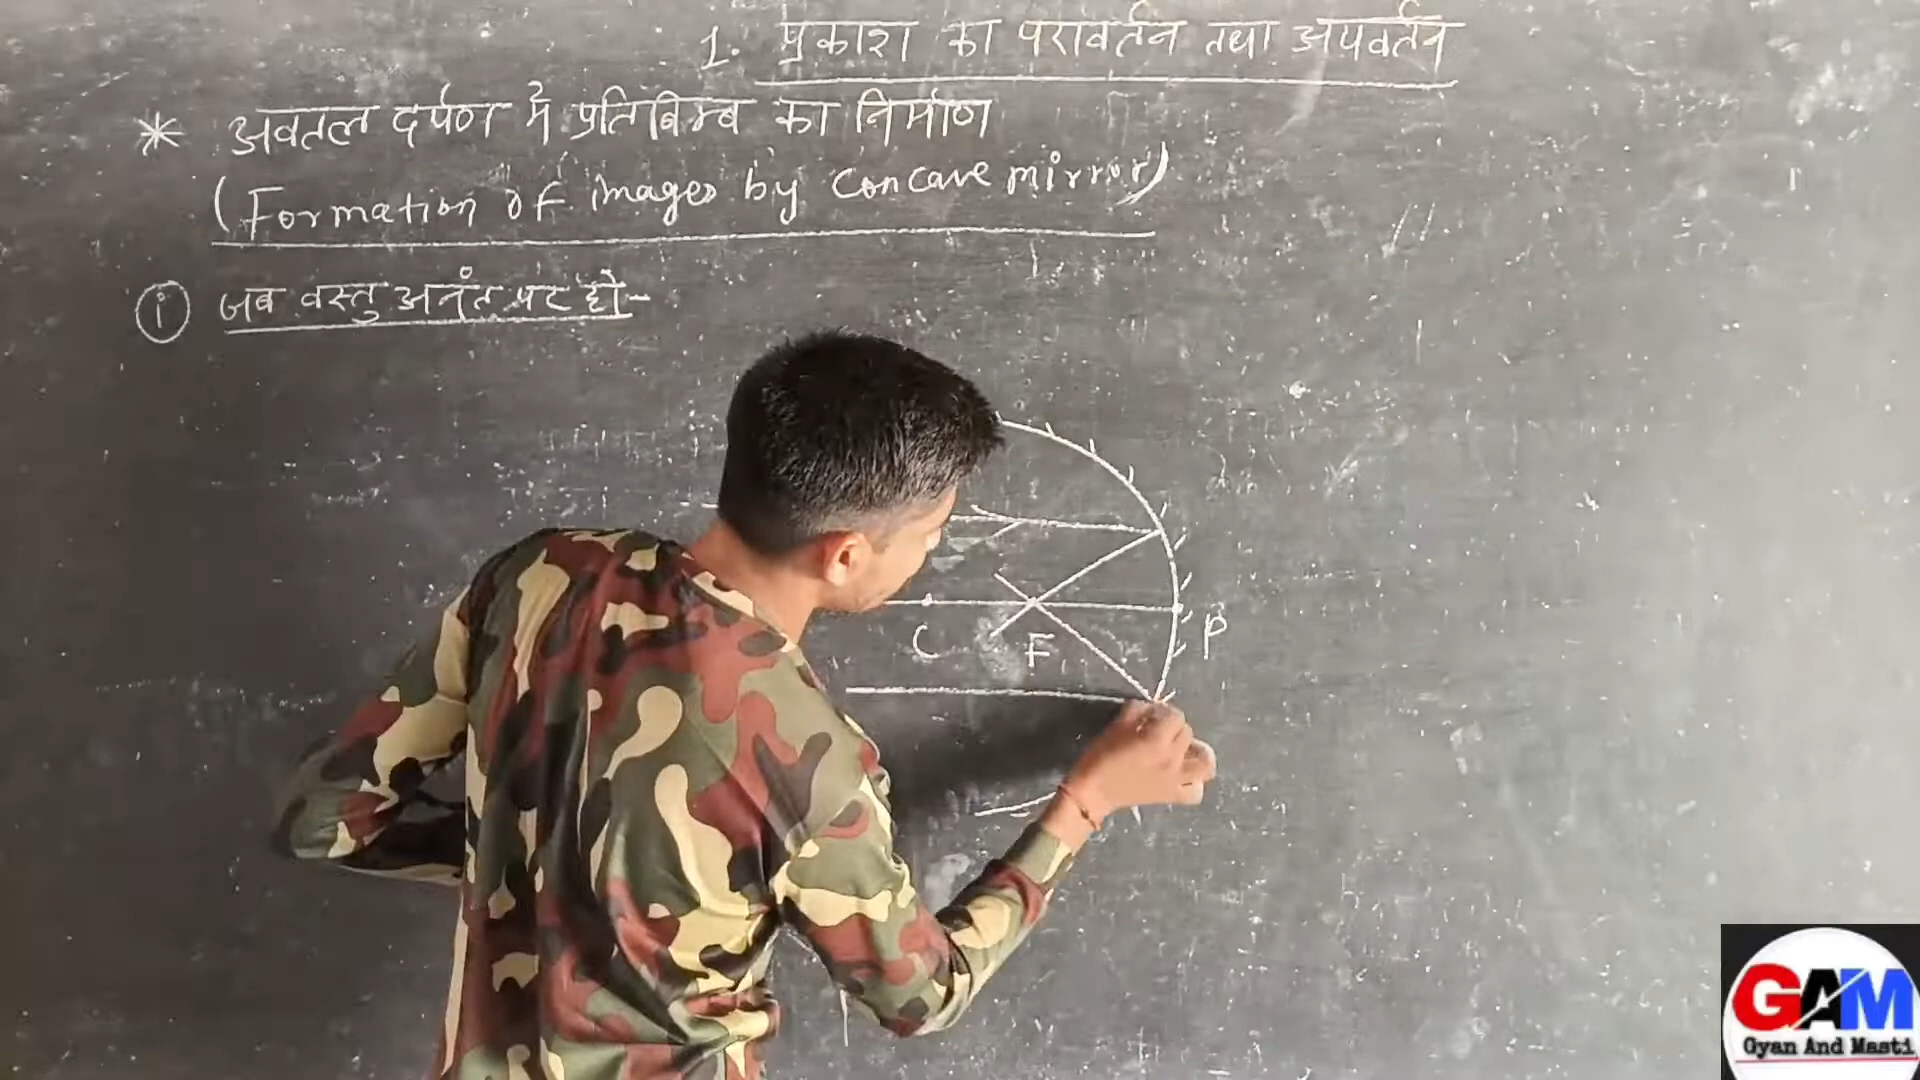 1. प्रकाश का परावर्तन तथा अपवर्तन
* अवतल दर्पण में प्रतिबिम्ब का निर्माण
(Formation of images by concave mirror)
(i) जब वस्तु अनंत पर हो-
C F P
GAM
Gyan And Masti